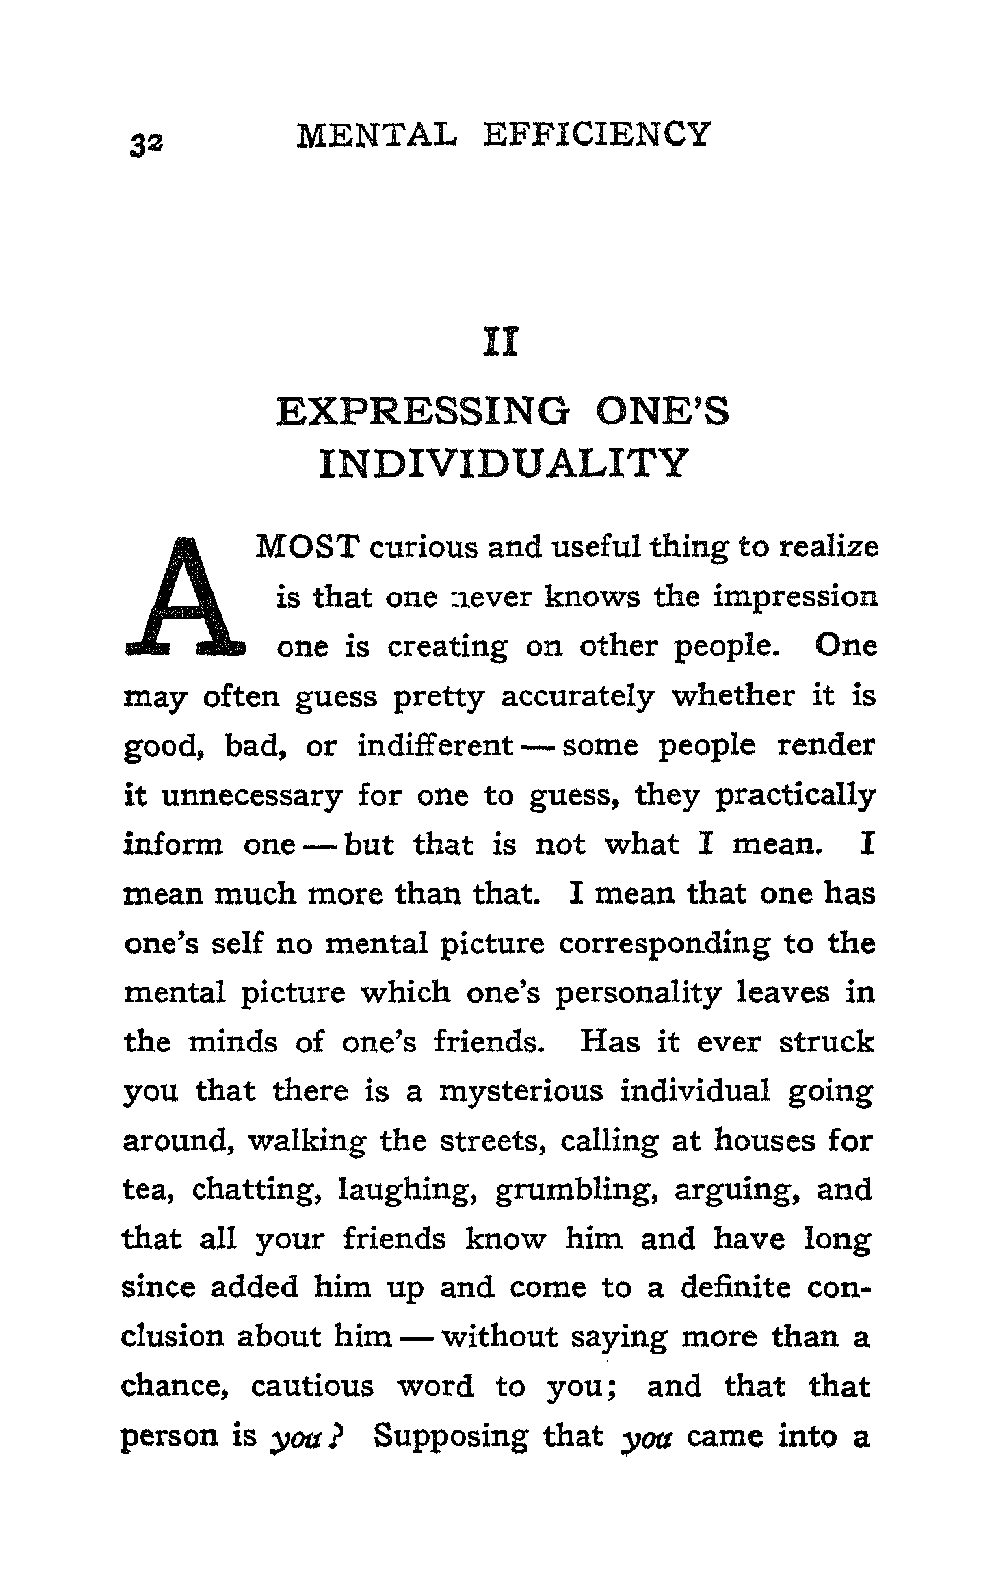 32 MENTAL EFFICIENCY
II
EXPRESSING ONE'S
INDIVIDUALITY
A MOST curious and useful thing to realize
is that one never knows the impression
one is creating on other people. One
may often guess pretty accurately whether it is
good, bad, or indifferent — some people render
it unnecessary for one to guess, they practically
inform one — but that is not what I mean. I
mean much more than that. I mean that one has
one's self no mental picture corresponding to the
mental picture which one's personality leaves in
the minds of one's friends. Has it ever struck
you that there is a mysterious individual going
around, walking the streets, calling at houses for
tea, chatting, laughing, grumbling, arguing, and
that all your friends know him and have long
since added him up and come to a definite con-
clusion about him — without saying more than a
chance, cautious word to you; and that that
person is you? Supposing that you came into a